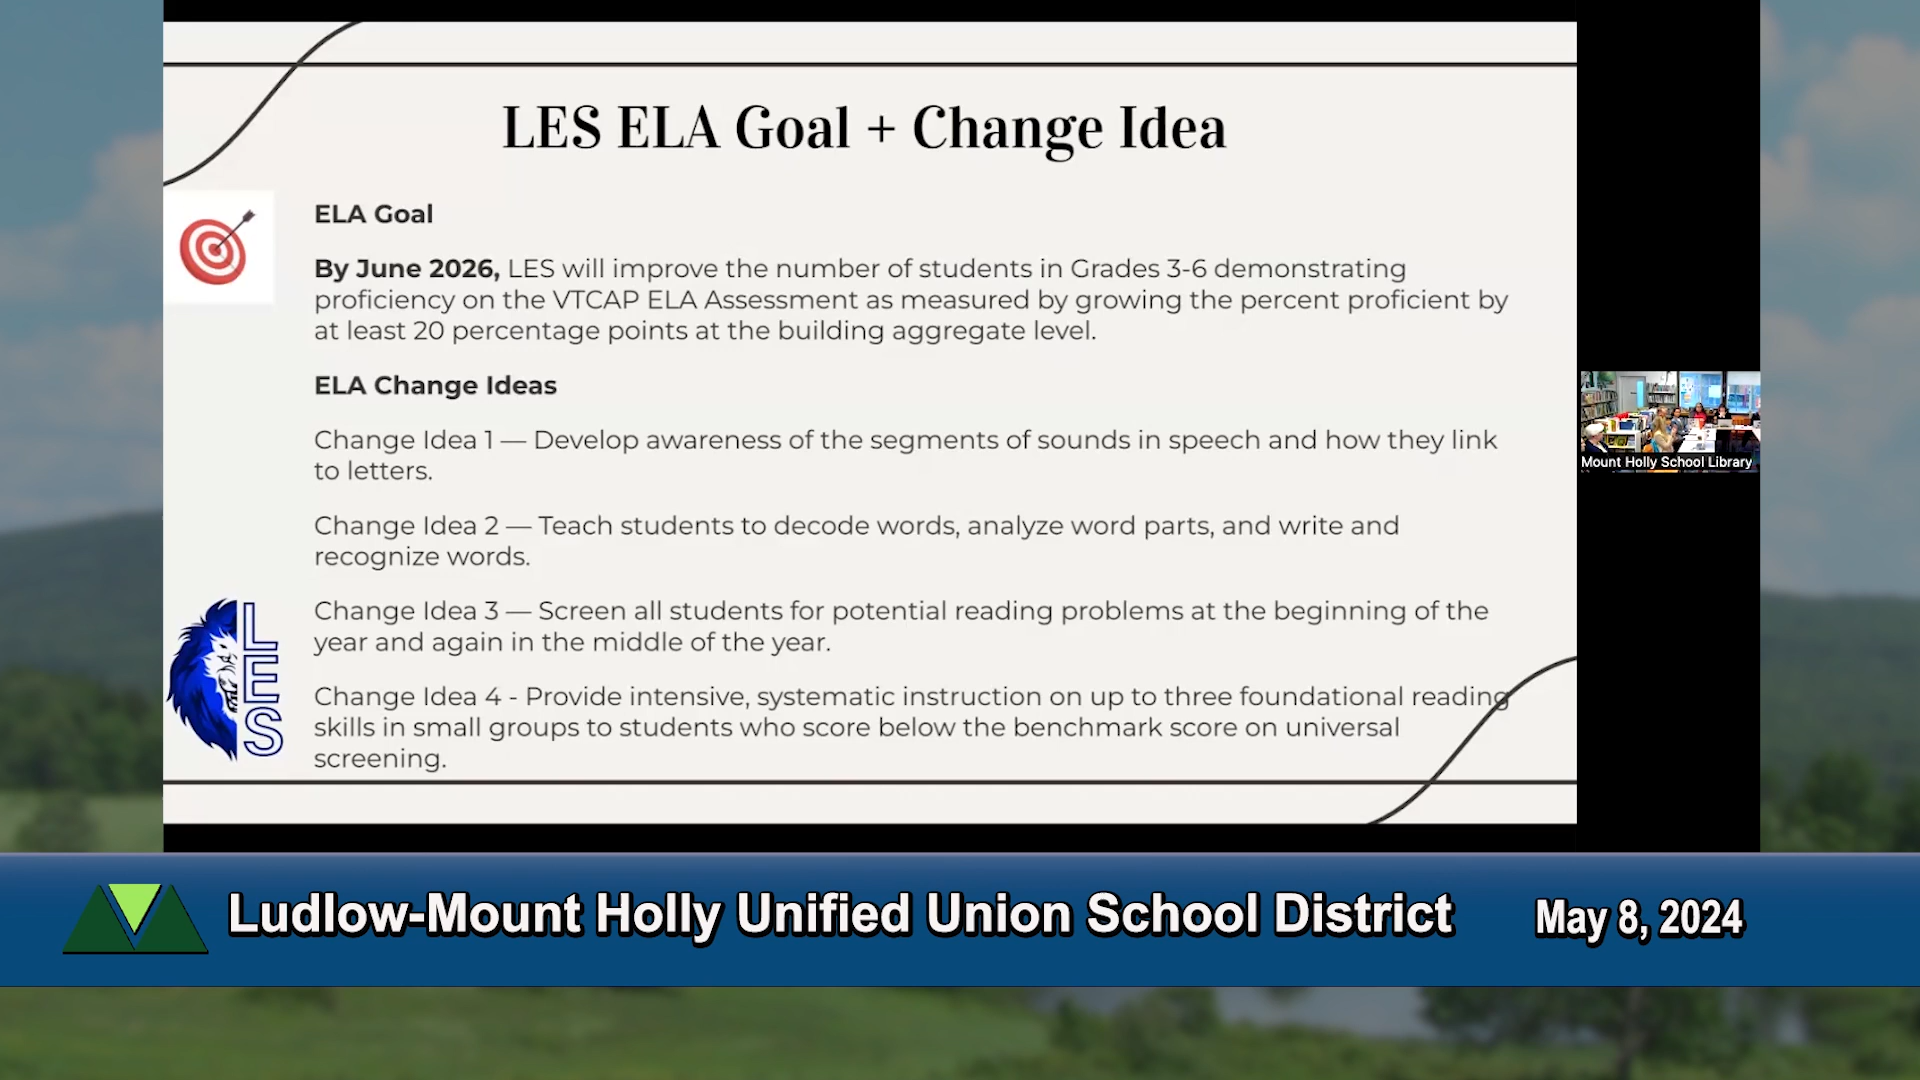 LES ELA Goal + Change Idea
ELA Goal
By June 2026, LES will improve the number of students in Grades 3-6 demonstrating
proficiency on the VTCAP ELA Assessment as measured by growing the percent proficient by
at least 20 percentage points at the building aggregate level.
ELA Change Ideas
Change Idea 1 — Develop awareness of the segments of sounds in speech and how they link
to letters.
Change Idea 2 — Teach students to decode words, analyze word parts, and write and
recognize words.
Change Idea 3 — Screen all students for potential reading problems at the beginning of the
year and again in the middle of the year.
Change Idea 4 - Provide intensive, systematic instruction on up to three foundational reading
skills in small groups to students who score below the benchmark score on universal
screening.
LES
Mount Holly School Library
Ludlow-Mount Holly Unified Union School District
May 8, 2024